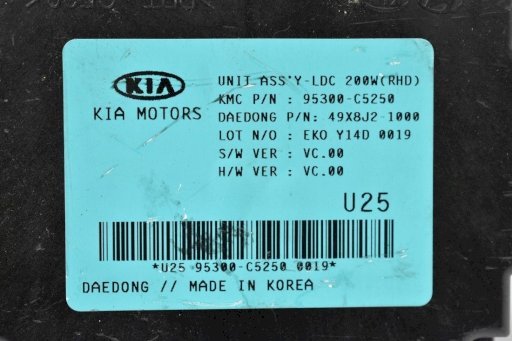 KIA
KIA MOTORS
UNIT ASS'Y-LDC 200W(RHD)
KMC P/N : 95300-C5250
DAEDONG P/N: 49X8J2-1000
LOT N/O : EKO Y14D 0019
S/W VER : VC.00
H/W VER : VC.00
U25
*U25 95300-C5250 0019*
DAEDONG // MADE IN KOREA